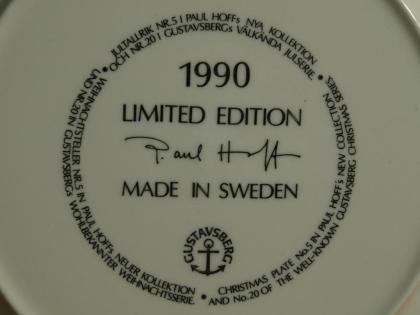 JULTALLRIK NR.5 I PAUL HOFFs NYA KOLLEKTION
OCH NR.20 I GUSTAVSBERGs VÄLKÄNDA JULSERIE.
1990
LIMITED EDITION
Paul Hoff
MADE IN SWEDEN
GUSTAVSBERG
CHRISTMAS PLATE No.5 IN PAUL HOFFs NEW COLLECTION
AND No.20 OF THE WELL-KNOWN GUSTAVSBERG CHRISTMAS SERIES.
WEIHNACHTSTELLER NR.5 IN PAUL HOFFs NEUER KOLLEKTION
UND NR.20 IN GUSTAVSBERGs WOHLBEKANNTER WEIHNACHTSSERIE.